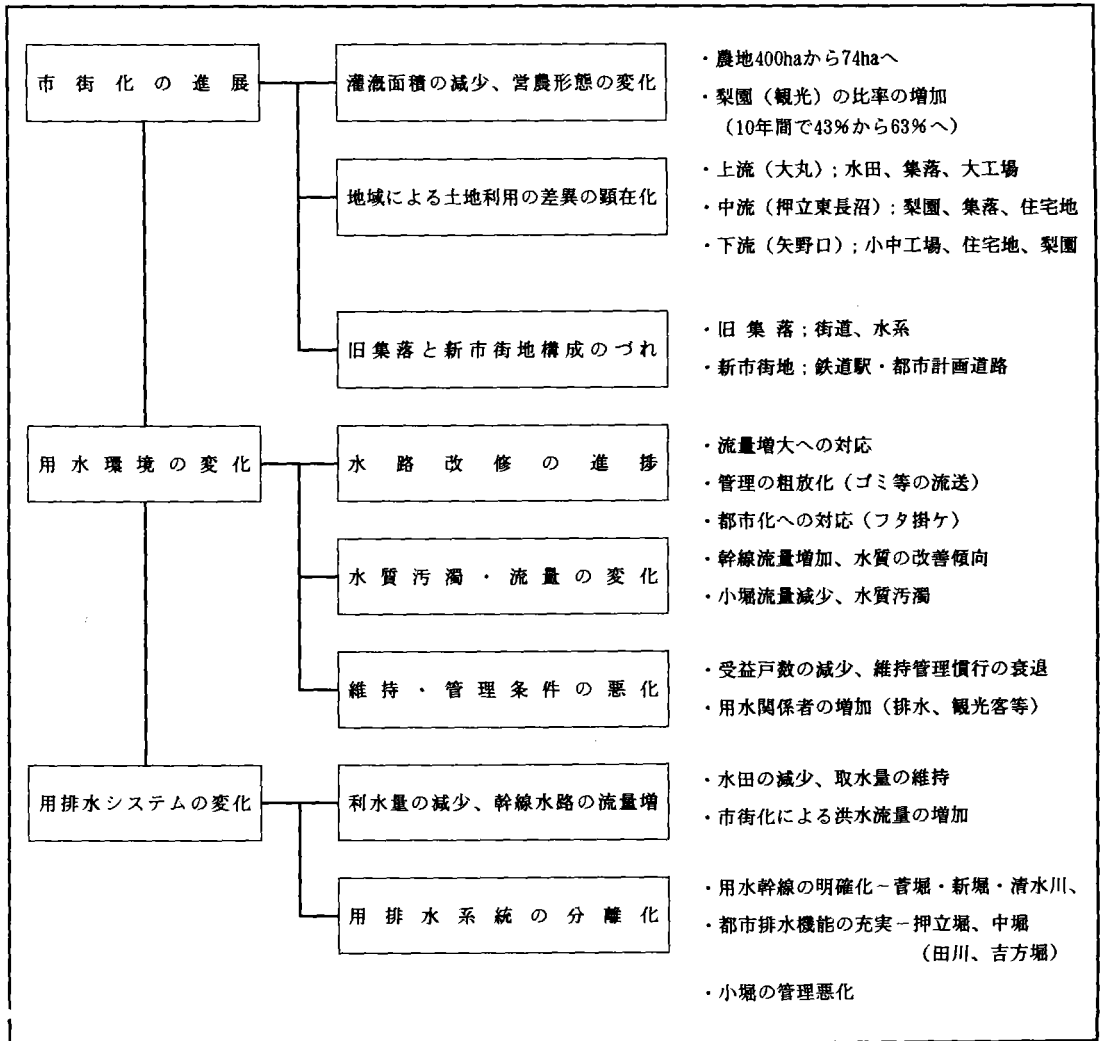 市街化の進展
灌漑面積の減少、営農形態の変化
・農地400haから74haへ
・梨園（観光）の比率の増加
（10年間で43%から63%へ）
地域による土地利用の差異の顕在化
・上流（大丸）；水田、集落、大工場
・中流（押立東長沼）；梨園、集落、住宅地
・下流（矢野口）；小中工場、住宅地、梨園
旧集落と新市街地構成のづれ
・旧集落；街道、水系
・新市街地；鉄道駅・都市計画道路
用水環境の変化
水路改修の進捗
・流量増大への対応
・管理の粗放化（ゴミ等の流送）
・都市化への対応（フタ掛ケ）
水質汚濁・流量の変化
・幹線流量増加、水質の改善傾向
・小堀流量減少、水質汚濁
維持・管理条件の悪化
・受益戸数の減少、維持管理慣行の衰退
・用水関係者の増加（排水、観光客等）
用排水システムの変化
利水量の減少、幹線水路の流量増
・水田の減少、取水量の維持
・市街化による洪水流量の増加
用排水系統の分離化
・用水幹線の明確化－菅堀・新堀・清水川、
・都市排水機能の充実－押立堀、中堀
（田川、吉方堀）
・小堀の管理悪化